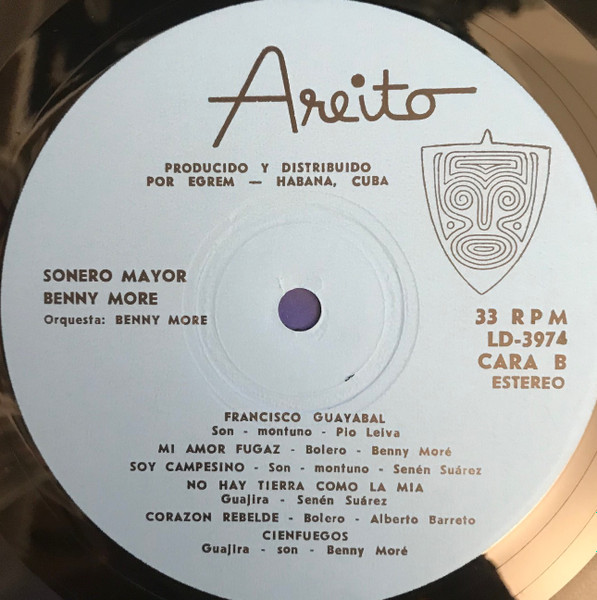 Areito
PRODUCIDO Y DISTRIBUIDO
POR EGREM — HABANA, CUBA
SONERO MAYOR
BENNY MORE
Orquesta: BENNY MORE
33 RPM
LD-3974
CARA B
ESTEREO
FRANCISCO GUAYABAL
Son - montuno - Pio Leiva
MI AMOR FUGAZ - Bolero - Benny Moré
SOY CAMPESINO - Son - montuno - Senén Suárez
NO HAY TIERRA COMO LA MIA
Guajira - Senén Suárez
CORAZON REBELDE - Bolero - Alberto Barreto
CIENFUEGOS
Guajira - son - Benny Moré